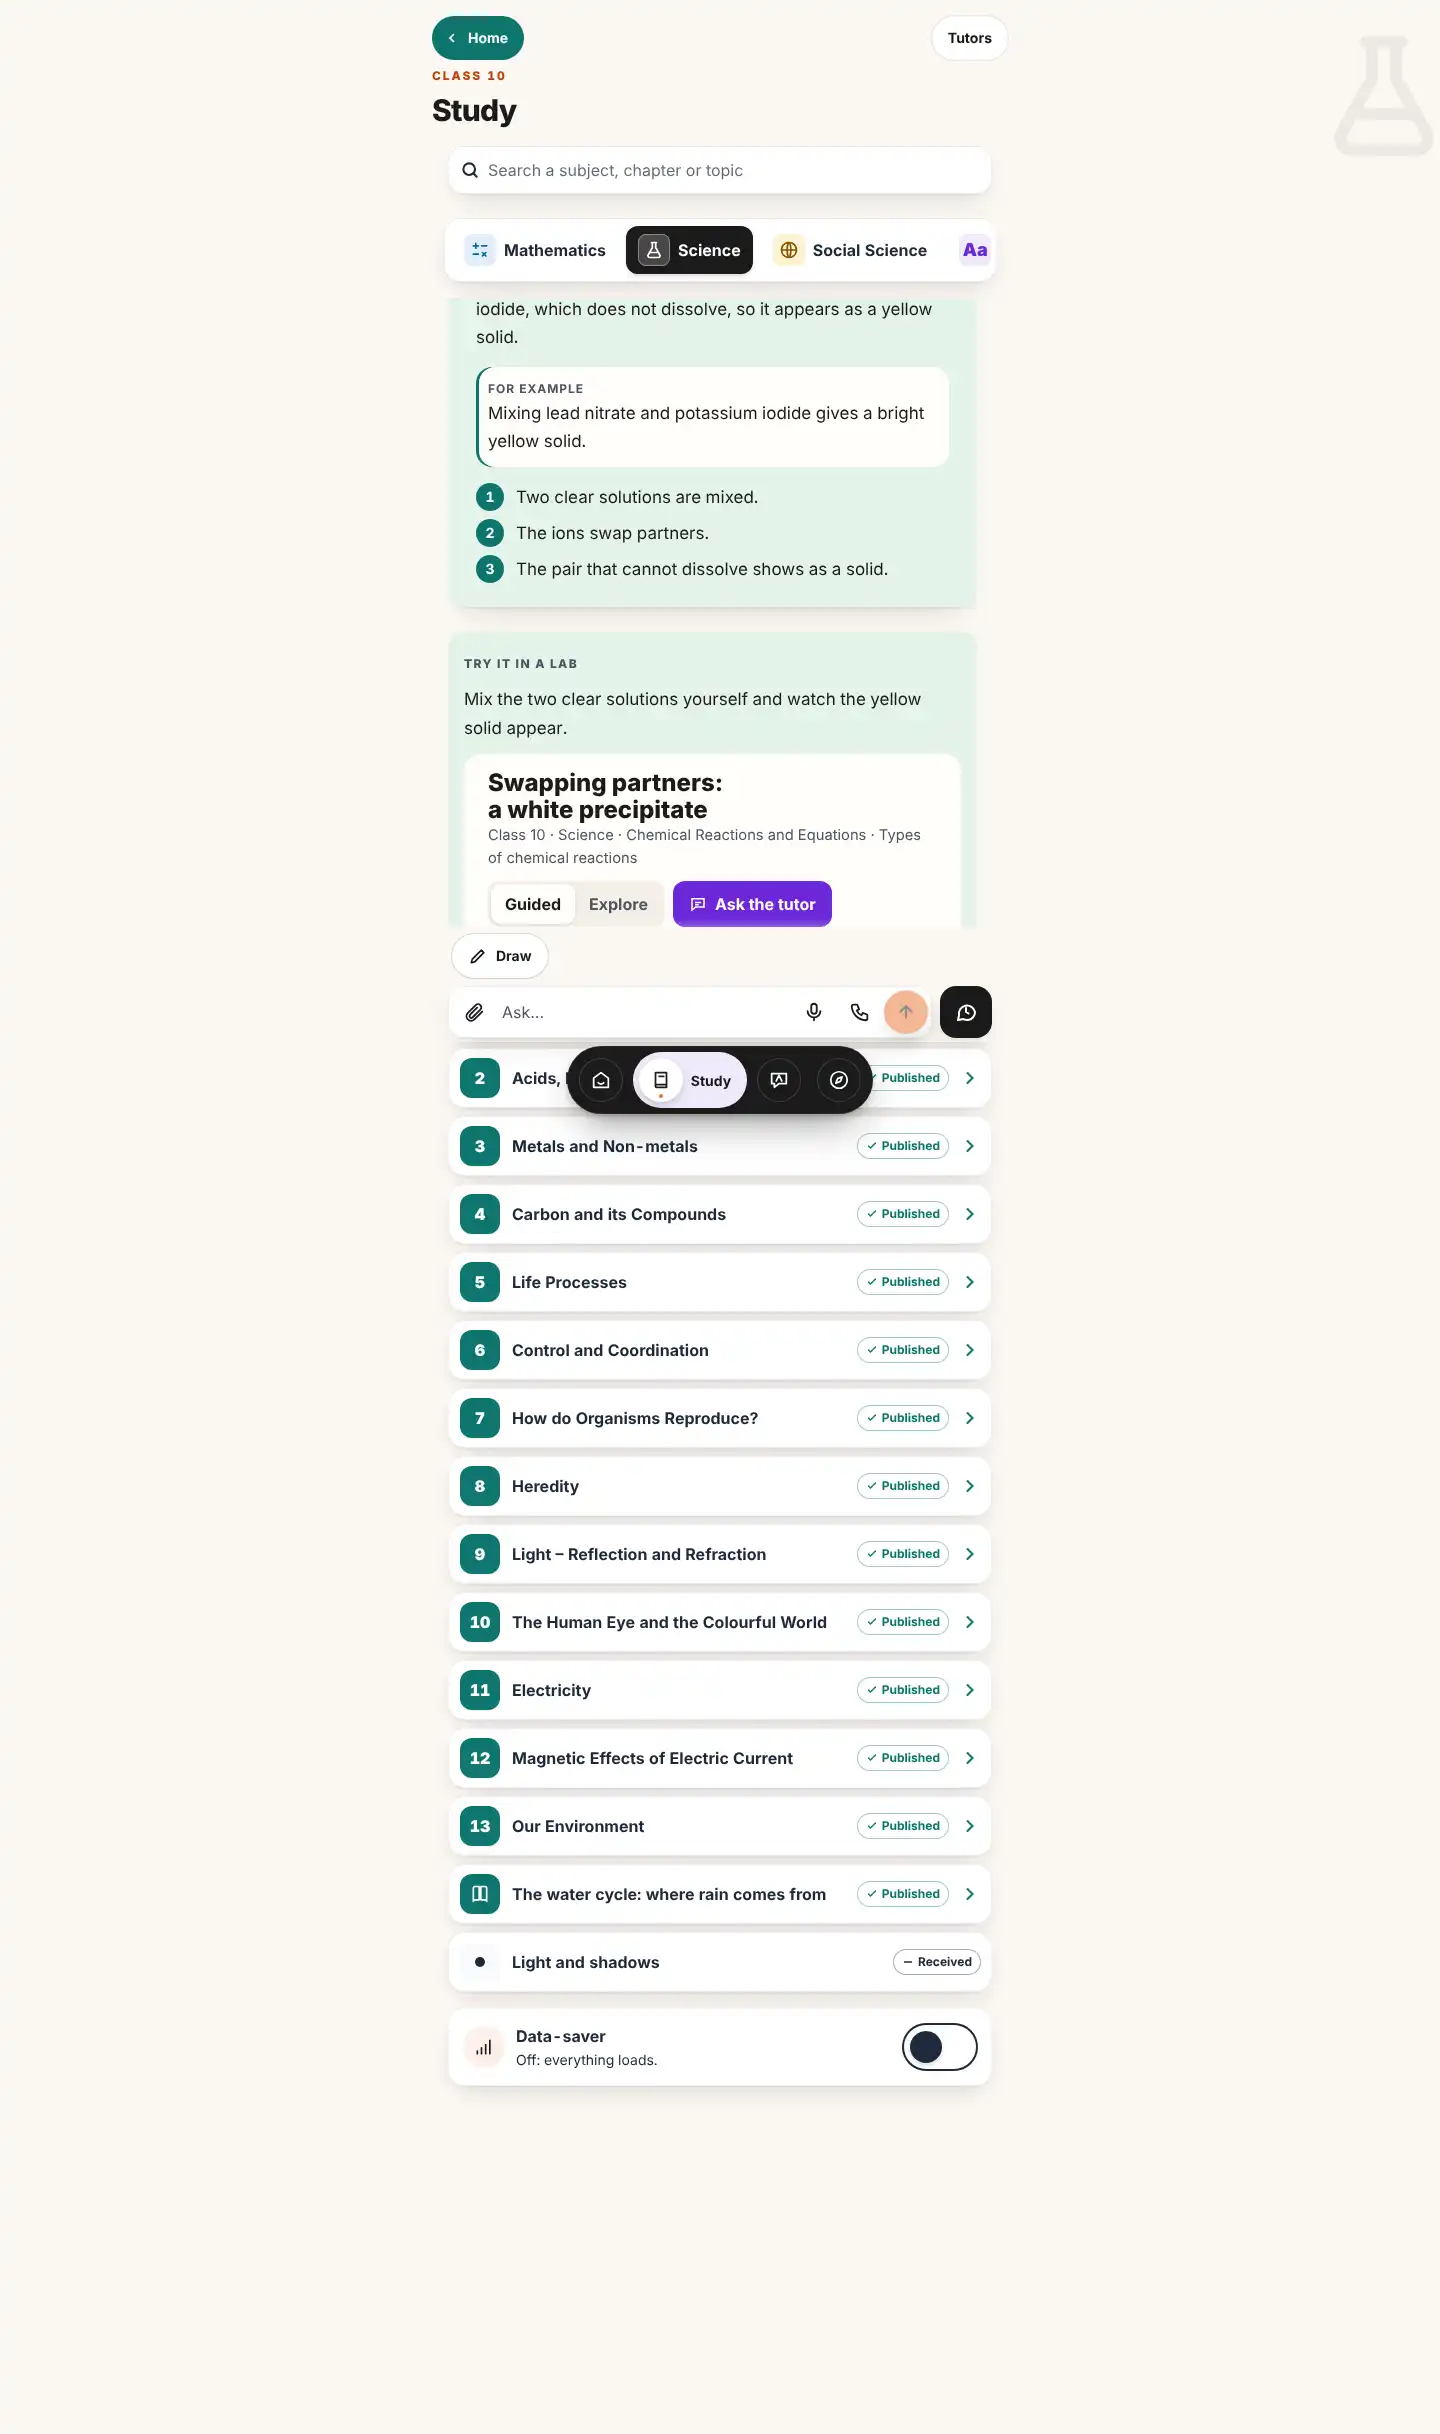 Home
Tutors
CLASS 10
Study
Search a subject, chapter or topic
Mathematics
Science
Social Science
Aa
iodide, which does not dissolve, so it appears as a yellow
solid.
FOR EXAMPLE
Mixing lead nitrate and potassium iodide gives a bright
yellow solid.
1 Two clear solutions are mixed.
2 The ions swap partners.
3 The pair that cannot dissolve shows as a solid.
TRY IT IN A LAB
Mix the two clear solutions yourself and watch the yellow
solid appear.
Swapping partners:
a white precipitate
Class 10 · Science · Chemical Reactions and Equations · Types
of chemical reactions
Guided
Explore
Ask the tutor
Draw
Ask...
2 Acids, Published
Study
3 Metals and Non-metals Published
4 Carbon and its Compounds Published
5 Life Processes Published
6 Control and Coordination Published
7 How do Organisms Reproduce? Published
8 Heredity Published
9 Light – Reflection and Refraction Published
10 The Human Eye and the Colourful World Published
11 Electricity Published
12 Magnetic Effects of Electric Current Published
13 Our Environment Published
The water cycle: where rain comes from Published
Light and shadows Received
Data-saver
Off: everything loads.